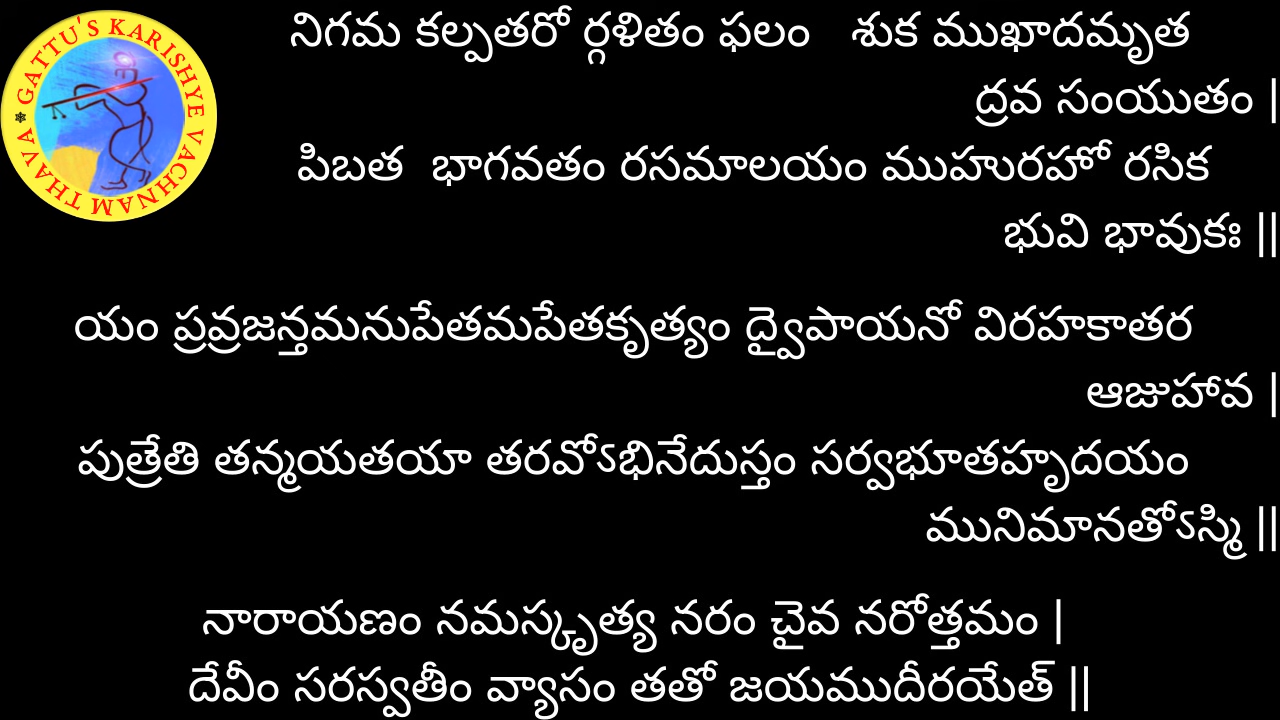 GATTU'S KARISHYE VACHNAM THAVA
నిగమ కల్పతరో ర్గళితం ఫలం శుక ముఖాదమృత
ద్రవ సంయుతం |
పిబత భాగవతం రసమాలయం ముహురహో రసిక
భువి భావుకః ||
యం ప్రవ్రజన్తమనుపేతమపేతకృత్యం ద్వైపాయనో విరహకాతర
ఆజుహావ |
పుత్రేతి తన్మయతయా తరవోఽభినేదుస్తం సర్వభూతహృదయం
మునిమానతోఽస్మి ||
నారాయణం నమస్కృత్య నరం చైవ నరోత్తమం |
దేవీం సరస్వతీం వ్యాసం తతో జయముదీరయేత్ ||